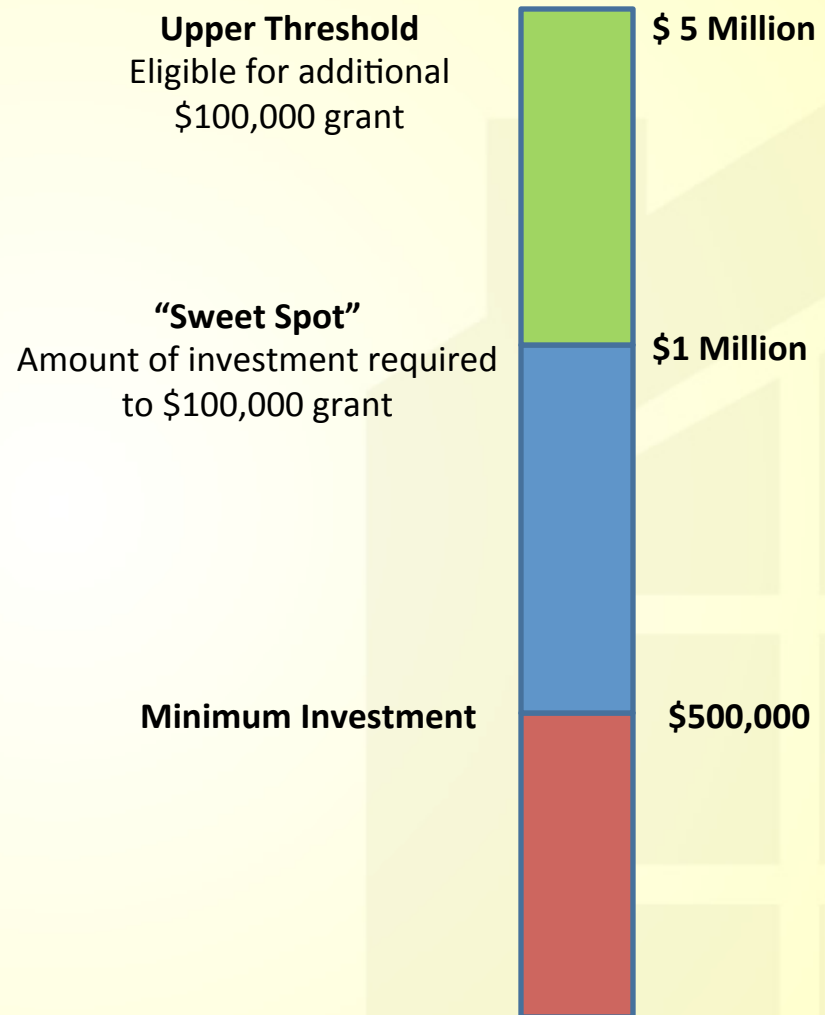 Upper Threshold
$ 5 Million
Eligible for additional
$100,000 grant
“Sweet Spot”
Amount of investment required
$1 Million
to $100,000 grant
Minimum Investment
$500,000